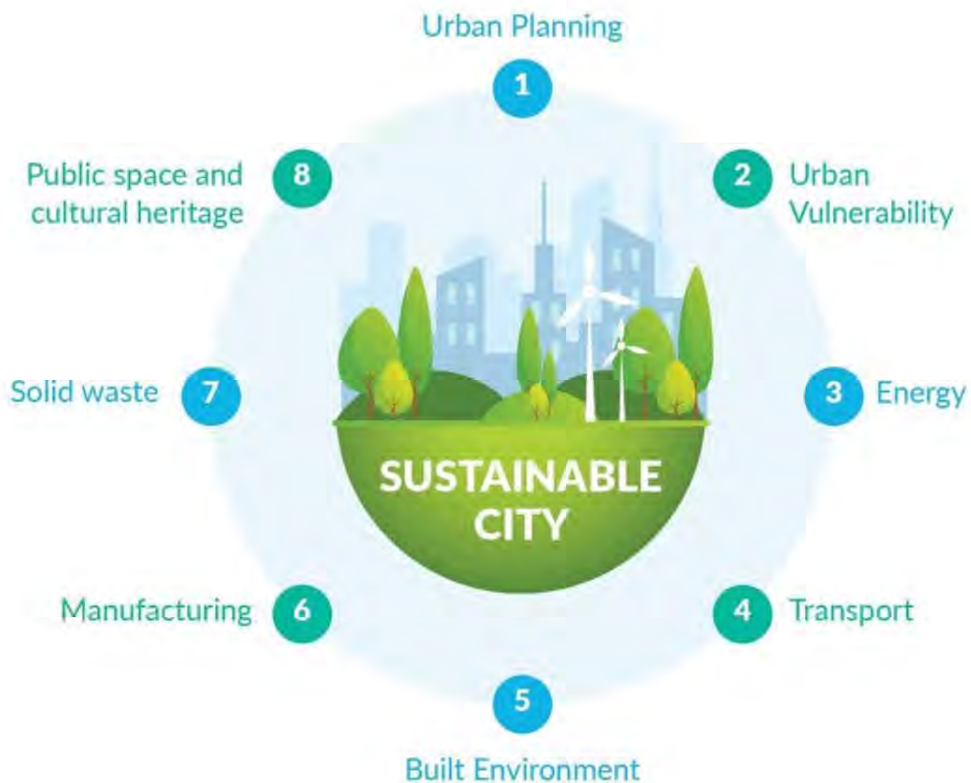 Urban Planning
1
2
Urban
Vulnerability
3
Energy
4
Transport
5
Built Environment
6
Manufacturing
7
Solid waste
8
Public space and
cultural heritage
SUSTAINABLE
CITY